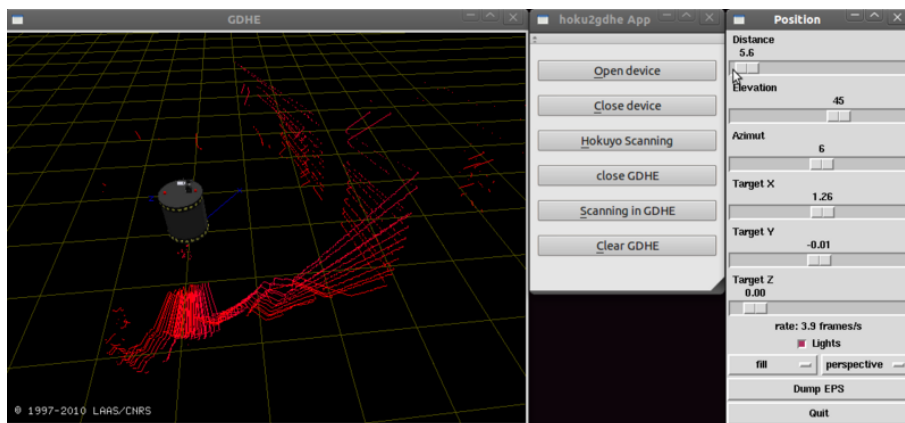 GDHE
© 1997-2010 LAAS/CNRS
hoku2gdhe App
Open device
Close device
Hokuyo Scanning
close GDHE
Scanning in GDHE
Clear GDHE
Position
Distance
5.6
Elevation
45
Azimut
6
Target X
1.26
Target Y
-0.01
Target Z
0.00
rate: 3.9 frames/s
Lights
fill perspective
Dump EPS
Quit